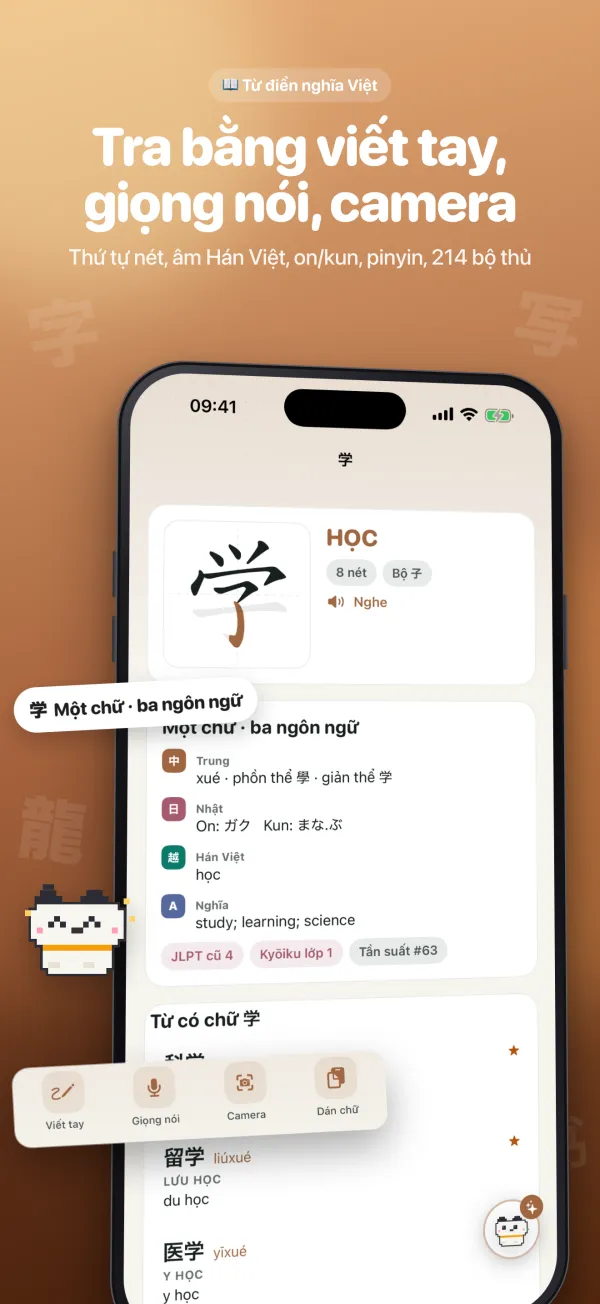 📖 Từ điển nghĩa Việt
Tra bằng viết tay,
giọng nói, camera
Thứ tự nét, âm Hán Việt, on/kun, pinyin, 214 bộ thủ
字
写
09:41
学
学
HỌC
8 nét
Bộ 子
Nghe
学 Một chữ · ba ngôn ngữ
Một chữ · ba ngôn ngữ
中 Trung
xué · phồn thể 學 · giản thể 学
日 Nhật
On: ガク Kun: まな.ぶ
越 Hán Việt
học
A Nghĩa
study; learning; science
JLPT cũ 4
Kyōiku lớp 1
Tần suất #63
龍
Từ có chữ 学
科学
Viết tay
Giọng nói
Camera
Dán chữ
留学 liúxué
LƯU HỌC
du học
医学 yīxué
Y HỌC
y học